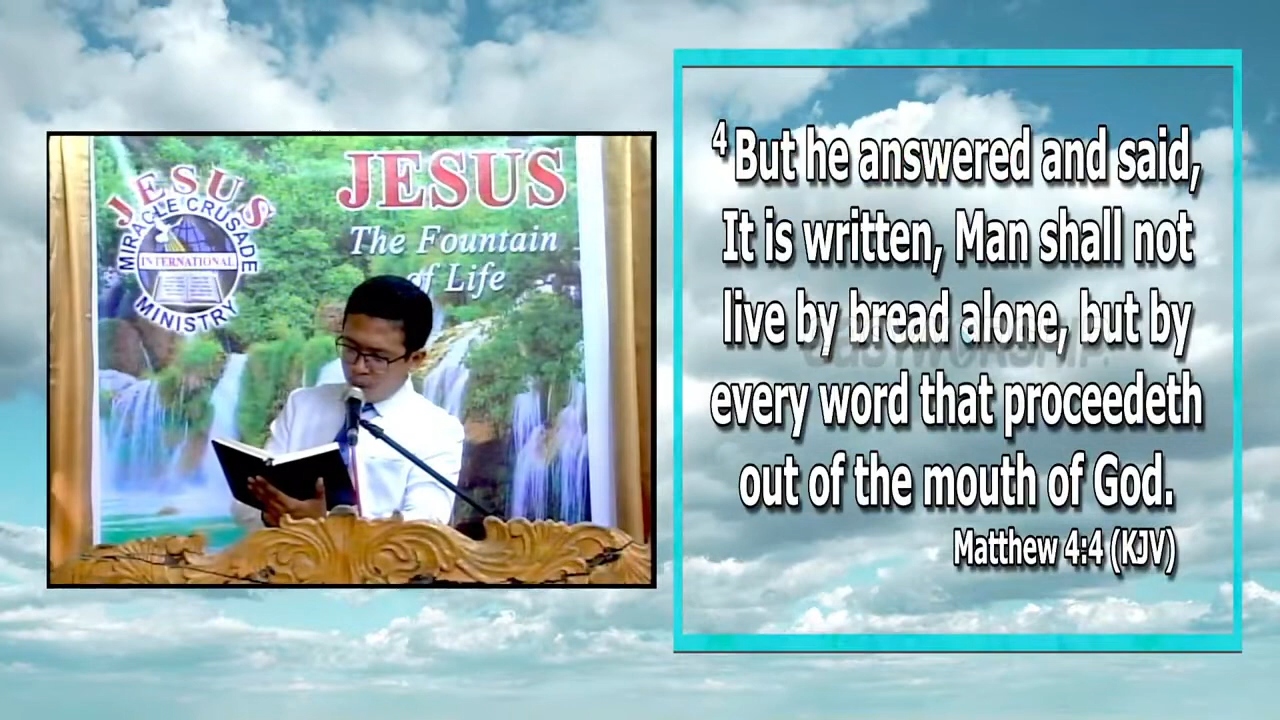 JESUS
MIRACLE CRUSADE
INTERNATIONAL
MINISTRY
JESUS
The Fountain
of Life
4 But he answered and said,
It is written, Man shall not
live by bread alone, but by
every word that proceedeth
out of the mouth of God.
Matthew 4:4 (KJV)